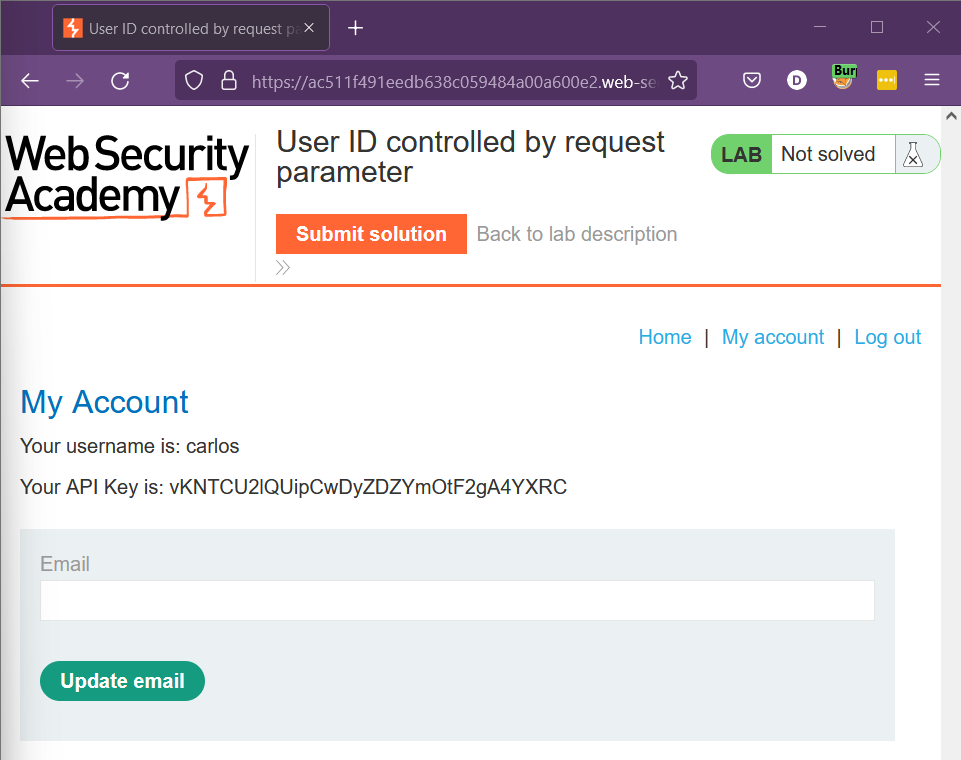 User ID controlled by request pa
https://ac511f491eedb638c059484a00a600e2.web-se
D
Bur
Web Security
Academy
User ID controlled by request
parameter
LAB Not solved
Submit solution Back to lab description
Home | My account | Log out
My Account
Your username is: carlos
Your API Key is: vKNTCU2lQUipCwDyZDZYmOtF2gA4YXRC
Email
Update email